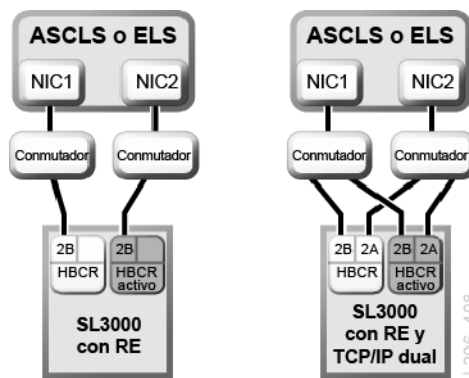 ASCLS o ELS
NIC1 NIC2
Conmutador Conmutador
2B 2B
HBCR HBCR
activo
SL3000
con RE
ASCLS o ELS
NIC1 NIC2
Conmutador Conmutador
2B 2A 2B 2A
HBCR HBCR
activo
SL3000
con RE y
TCP/IP dual